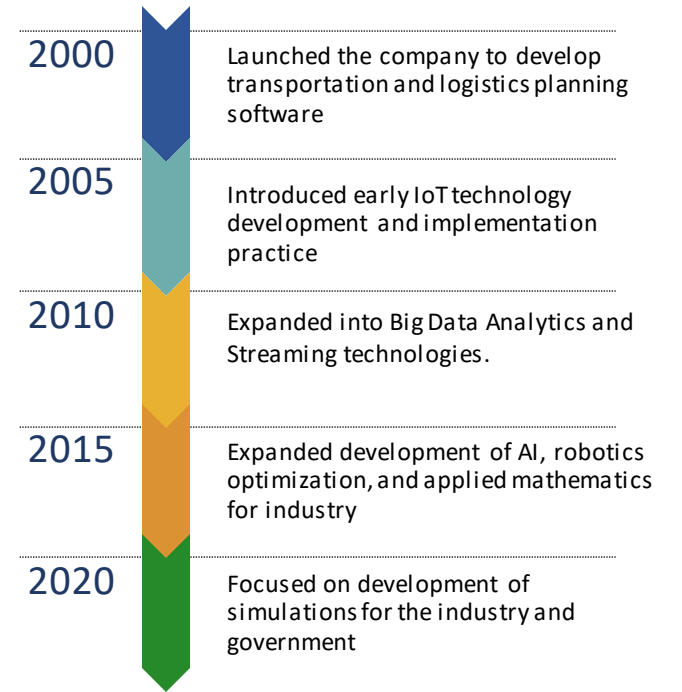 2000
Launched the company to develop
transportation and logistics planning
software
2005
Introduced early IoT technology
development and implementation
practice
2010
Expanded into Big Data Analytics and
Streaming technologies.
2015
Expanded development of AI, robotics
optimization, and applied mathematics
for industry
2020
Focused on development of
simulations for the industry and
government